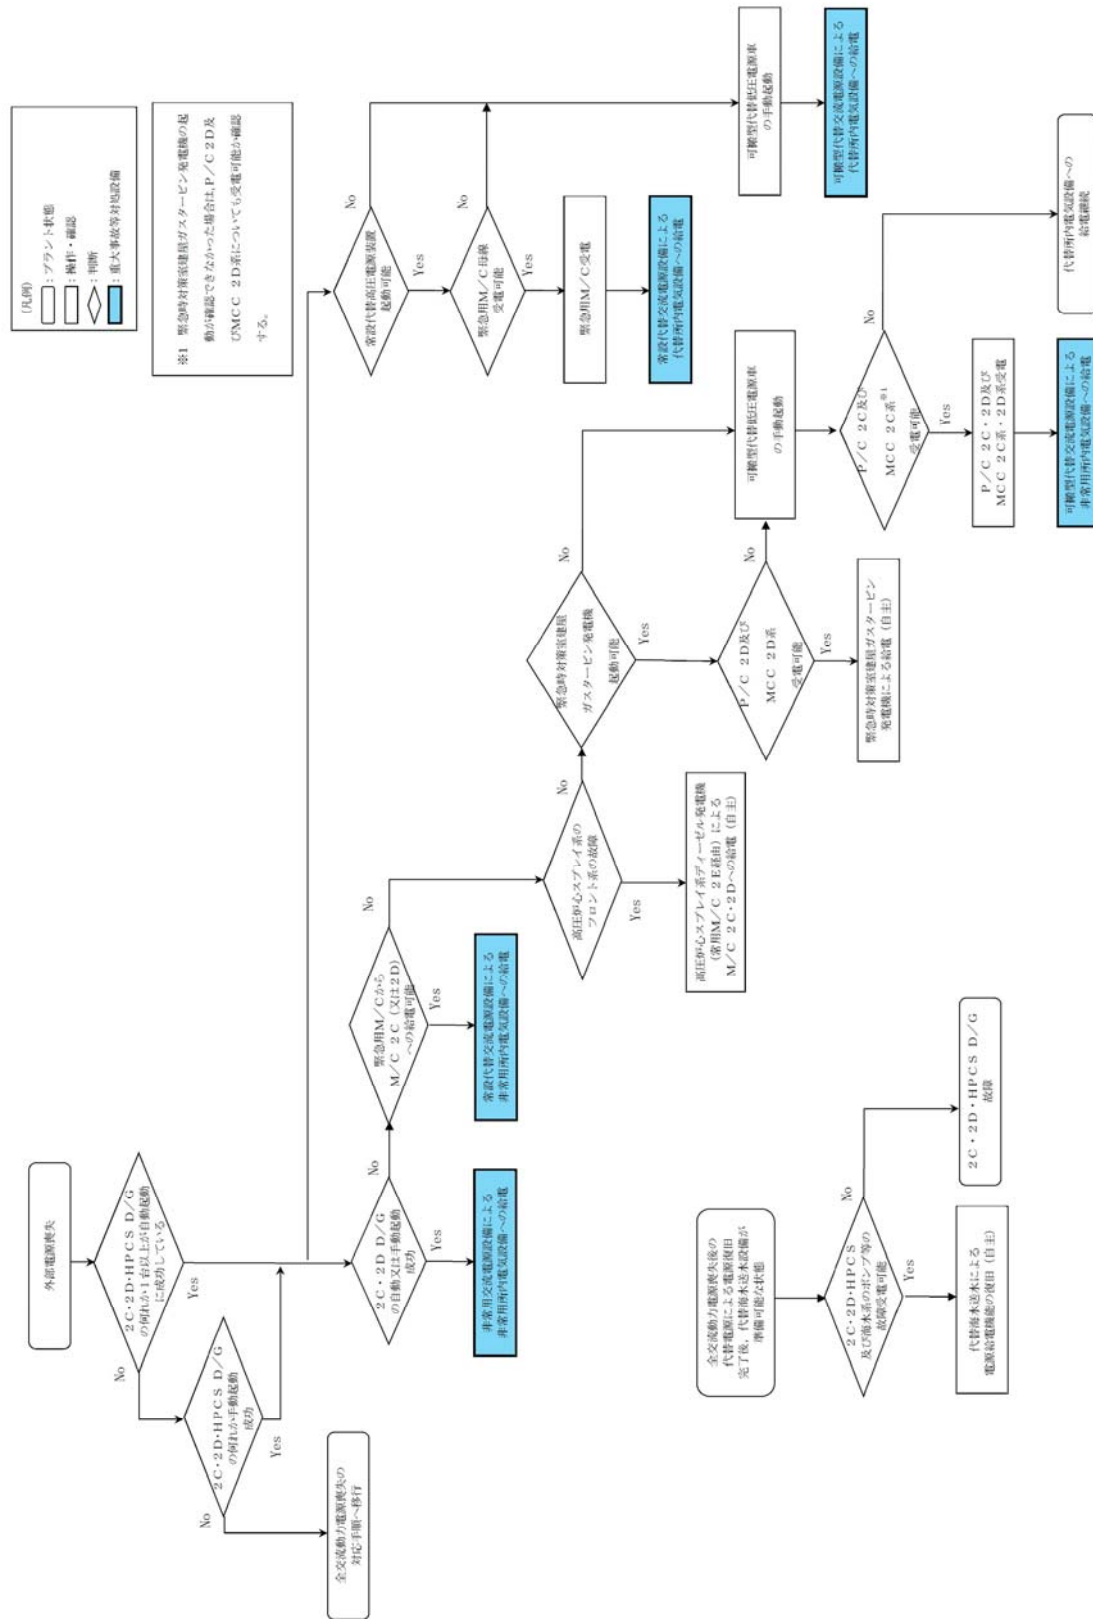 外部電源喪失
2C・2D・HPCS D/G
の何れか1台以上が自動起動
に成功している
No
Yes
2C・2D・HPCS D/G
の何れか手動起動
成功
No
Yes
全交流動力電源喪失の
対応手順へ移行
2C・2D D/G
の自動又は手動起動
成功
No
Yes
非常用交流電源設備による
非常用所内電気設備への給電
緊急用M/Cから
M/C 2C(又は2D)
への給電可能
No
Yes
常設代替交流電源設備による
非常用所内電気設備への給電
高圧炉心スプレイ系の
フロント系の故障
No
Yes
高圧炉心スプレイ系ディーゼル発電機
(常用M/C 2E経由)による
M/C 2C・2Dへの給電(自主)
緊急時対策室建屋
ガスタービン発電機
起動可能
No
Yes
P/C 2D及び
MCC 2D系
受電可能
No
Yes
緊急時対策室建屋ガスタービン
発電機による給電(自主)
可搬型代替低圧電源車
の手動起動
P/C 2C及び
MCC 2C系※1
受電可能
No
Yes
P/C 2C・2D及び
MCC 2C系・2D系受電
可搬型代替交流電源設備による
非常用所内電気設備への給電
代替所内電気設備への
給電継続
常設代替高圧電源装置
起動可能
No
Yes
緊急用M/C母線
受電可能
No
Yes
緊急用M/C受電
常設代替交流電源設備による
代替所内電気設備への給電
可搬型代替低圧電源車
の手動起動
可搬型代替交流電源設備による
代替所内電気設備への給電
(凡例)
:プラント状態
:操作・確認
:判断
:重大事故等対処設備
※1 緊急時対策室建屋ガスタービン発電機の起
動が確認できなかった場合は,P/C 2D及
びMCC 2D系についても受電可能か確認
する。
全交流動力電源喪失後の
代替電源による電源復旧
完了後,代替海水送水設備が
準備可能な状態
2C・2D・HPCS
及び海水系のポンプ等の
故障受電可能
No
Yes
代替海水送水による
電源給電機能の復旧(自主)
2C・2D・HPCS D/G
故障